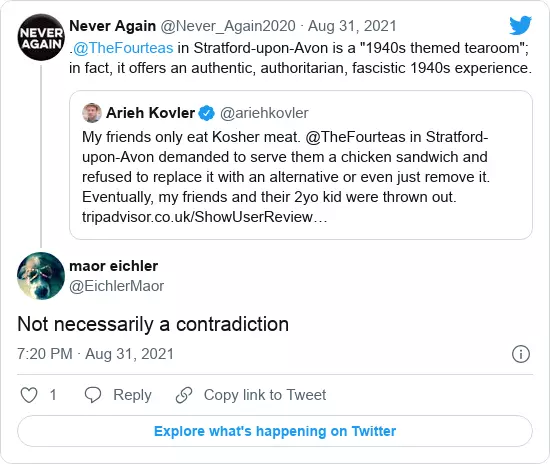 NEVER
AGAIN
Never Again @Never_Again2020 · Aug 31, 2021
.@TheFourteas in Stratford-upon-Avon is a "1940s themed tearoom";
in fact, it offers an authentic, authoritarian, fascistic 1940s experience.
Arieh Kovler @ariehkovler
My friends only eat Kosher meat. @TheFourteas in Stratford-
upon-Avon demanded to serve them a chicken sandwich and
refused to replace it with an alternative or even just remove it.
Eventually, my friends and their 2yo kid were thrown out.
tripadvisor.co.uk/ShowUserReview…
maor eichler
@EichlerMaor
Not necessarily a contradiction
7:20 PM · Aug 31, 2021
1 Reply Copy link to Tweet
Explore what's happening on Twitter